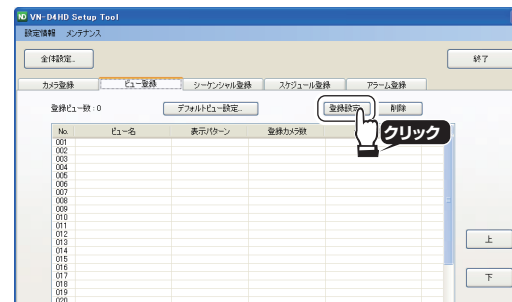 VN-D4HD Setup Tool
設定情報 メンテナンス
全体設定... 終了
カメラ登録 ビュー登録 シーケンシャル登録 スケジュール登録 アラーム登録
登録ビュー数:0 デフォルトビュー設定... 登録設定 削除
クリック
No. ビュー名 表示パターン 登録カメラ数
001
002
003
004
005
006
007
008
009
010
011
012
013
014
015
016
017
018
019
020
上
下